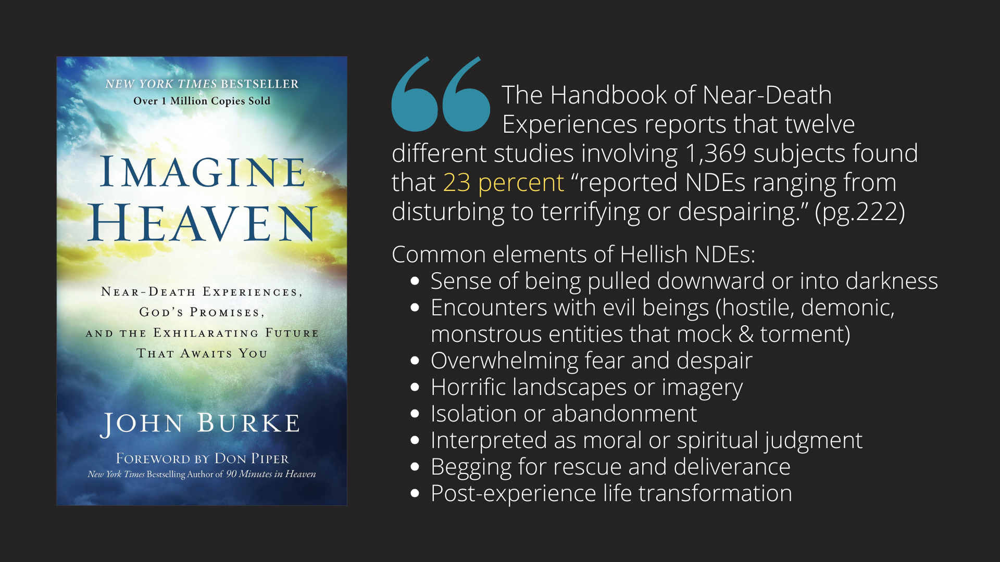 NEW YORK TIMES BESTSELLER
Over 1 Million Copies Sold
IMAGINE
HEAVEN
NEAR-DEATH EXPERIENCES,
GOD'S PROMISES,
AND THE EXHILARATING FUTURE
THAT AWAITS YOU
JOHN BURKE
FOREWORD BY DON PIPER
New York Times Bestselling Author of 90 Minutes in Heaven
“
The Handbook of Near-Death
Experiences reports that twelve
different studies involving 1,369 subjects found
that 23 percent “reported NDEs ranging from
disturbing to terrifying or despairing.” (pg.222)
Common elements of Hellish NDEs:
• Sense of being pulled downward or into darkness
• Encounters with evil beings (hostile, demonic,
monstrous entities that mock & torment)
• Overwhelming fear and despair
• Horrific landscapes or imagery
• Isolation or abandonment
• Interpreted as moral or spiritual judgment
• Begging for rescue and deliverance
• Post-experience life transformation